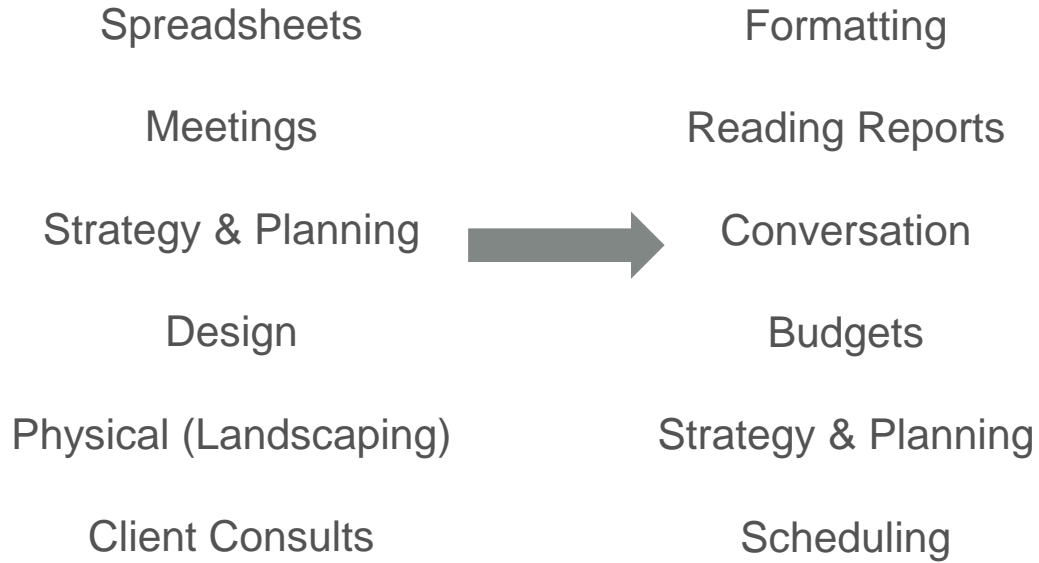 Spreadsheets
Meetings
Strategy & Planning
Design
Physical (Landscaping)
Client Consults
Formatting
Reading Reports
Conversation
Budgets
Strategy & Planning
Scheduling